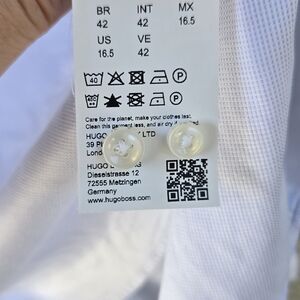 BR INT MX
42 42 16.5
US VE
16.5 42
40 P
P
Care for the planet, make your clothes last.
Clean this garment less, and air dry it
HUGO Y LTD
39 Pl
Lond
HUGO G
Dieselstrasse 12
72555 Metzingen
Germany
www.hugoboss.com